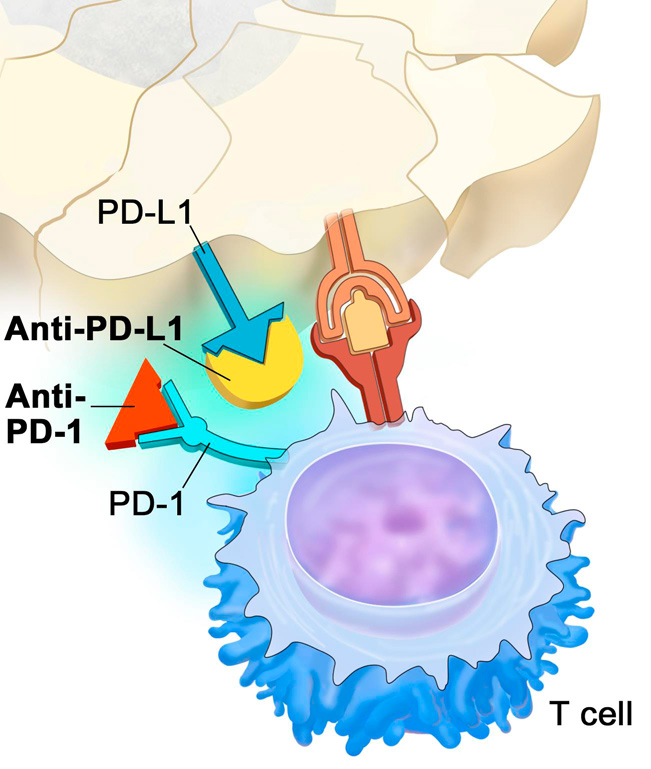 PD-L1
Anti-PD-L1
Anti-
PD-1
PD-1
T cell